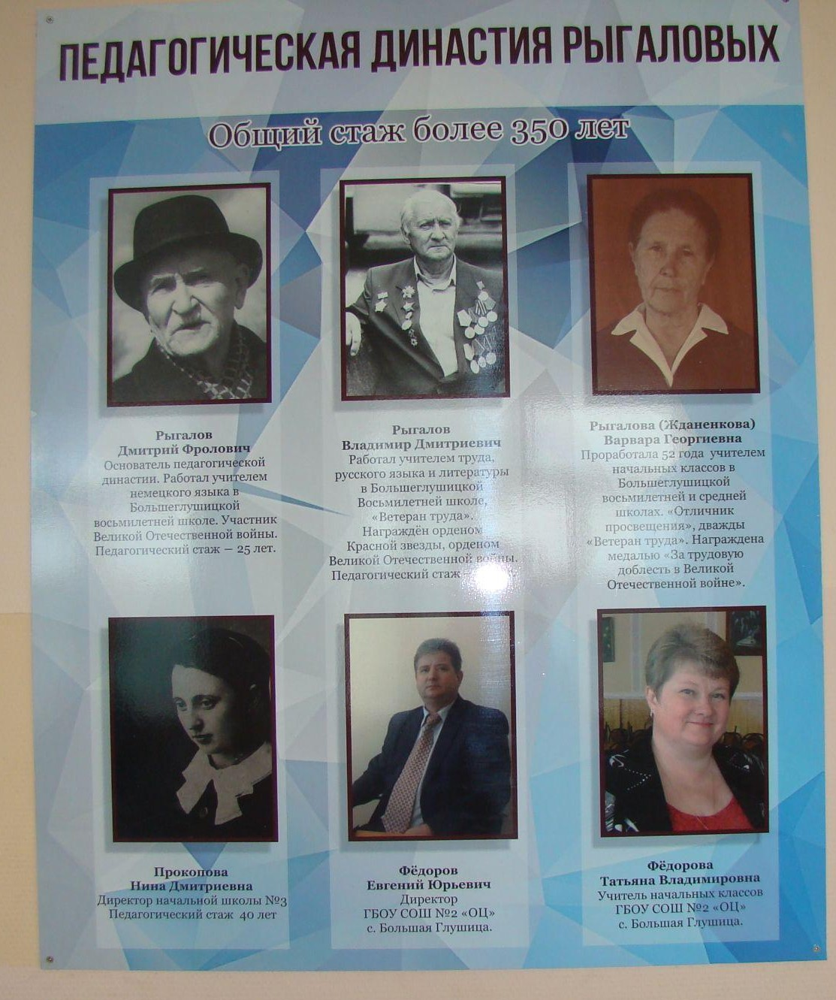 ПЕДАГОГИЧЕСКАЯ ДИНАСТИЯ РЫГАЛОВЫХ
Общий стаж более 350 лет
Рыгалов
Дмитрий Фролович
Основатель педагогической
династии. Работал учителем
немецкого языка в
Большеглушицкой
восьмилетней школе. Участник
Великой Отечественной войны.
Педагогический стаж — 25 лет.
Рыгалов
Владимир Дмитриевич
Работал учителем труда,
русского языка и литературы
в Большеглушицкой
Восьмилетней школе,
«Ветеран труда».
Награждён орденом
Красной звезды, орденом
Великой Отечественной войны.
Педагогический стаж
Рыгалова (Жданенкова)
Варвара Георгиевна
Проработала 52 года учителем
начальных классов в
Большеглушицкой
восьмилетней и средней
школах. «Отличник
просвещения», дважды
«Ветеран труда». Награждена
медалью «За трудовую
доблесть в Великой
Отечественной войне».
Прокопова
Нина Дмитриевна
Директор начальной школы №3
Педагогический стаж 40 лет
Фёдоров
Евгений Юрьевич
Директор
ГБОУ СОШ №2 «ОЦ»
с. Большая Глушица.
Фёдорова
Татьяна Владимировна
Учитель начальных классов
ГБОУ СОШ №2 «ОЦ»
с. Большая Глушица.